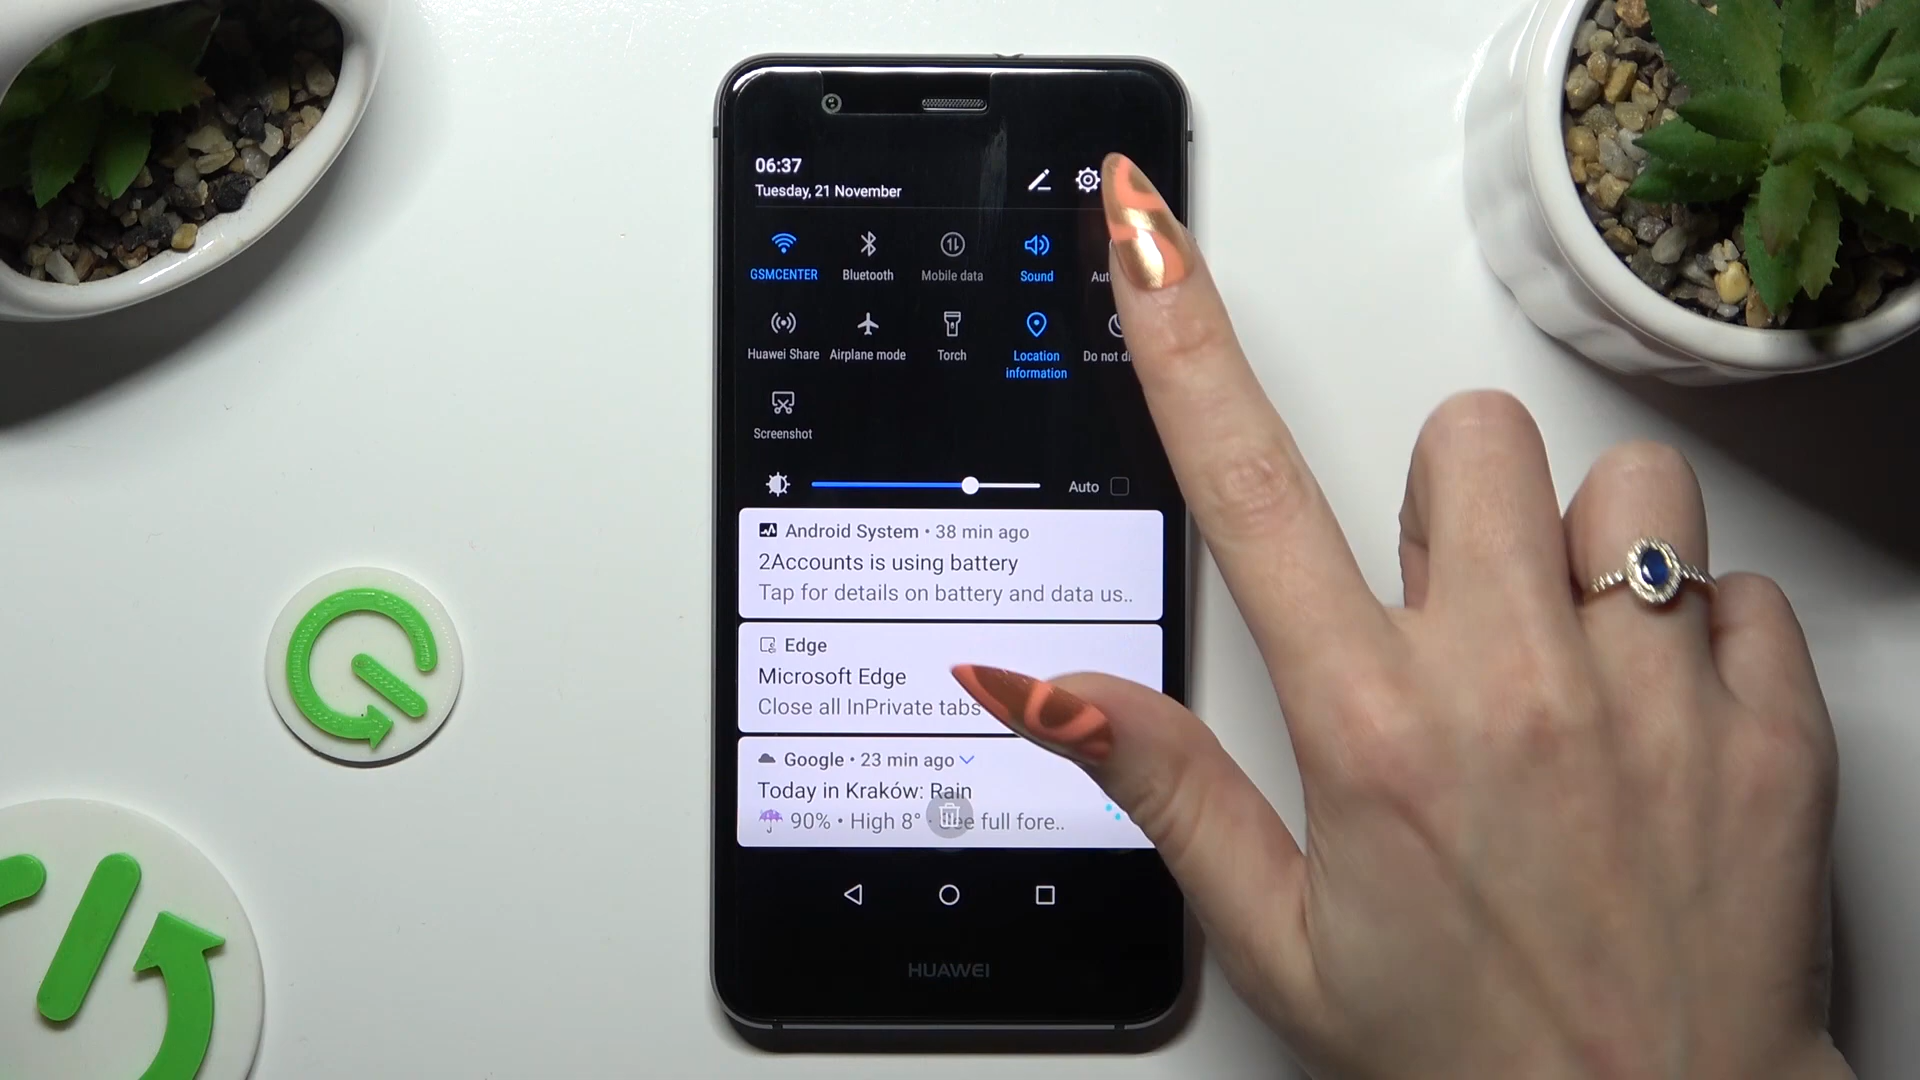 06:37
Tuesday, 21 November
GSMCENTER
Bluetooth
Mobile data
Sound
Huawei Share
Airplane mode
Torch
Location
information
Do not
Screenshot
Auto
Android System • 38 min ago
2Accounts is using battery
Tap for details on battery and data us..
Edge
Microsoft Edge
Close all InPrivate tabs
Google • 23 min ago
Today in Kraków: Rain
90% • High 8° · See full fore..
HUAWEI